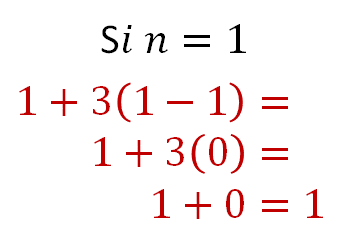 Si n = 1
1 + 3(1 − 1) =
1 + 3(0) =
1 + 0 = 1